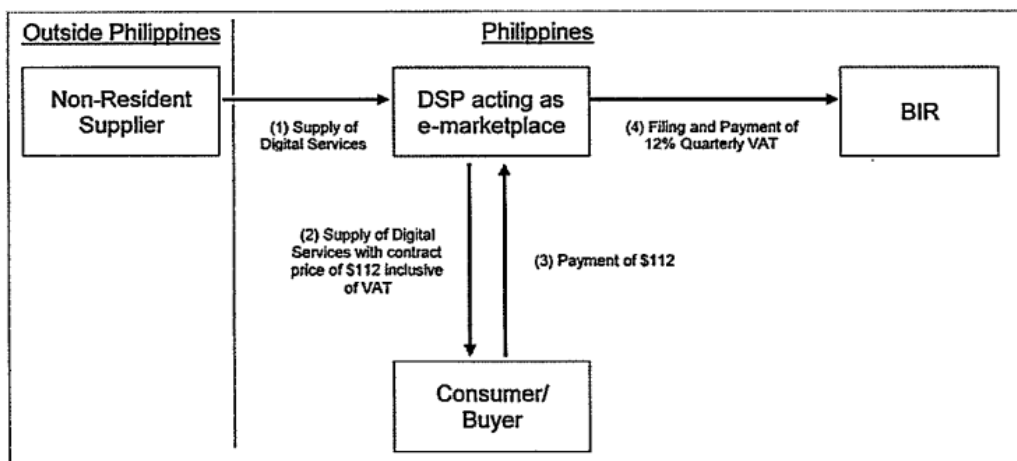 Outside Philippines
Philippines
Non-Resident
Supplier
(1) Supply of
Digital Services
DSP acting as
e-marketplace
(4) Filing and Payment of
12% Quarterly VAT
BIR
(2) Supply of Digital
Services with contract
price of $112 inclusive
of VAT
(3) Payment of $112
Consumer/
Buyer